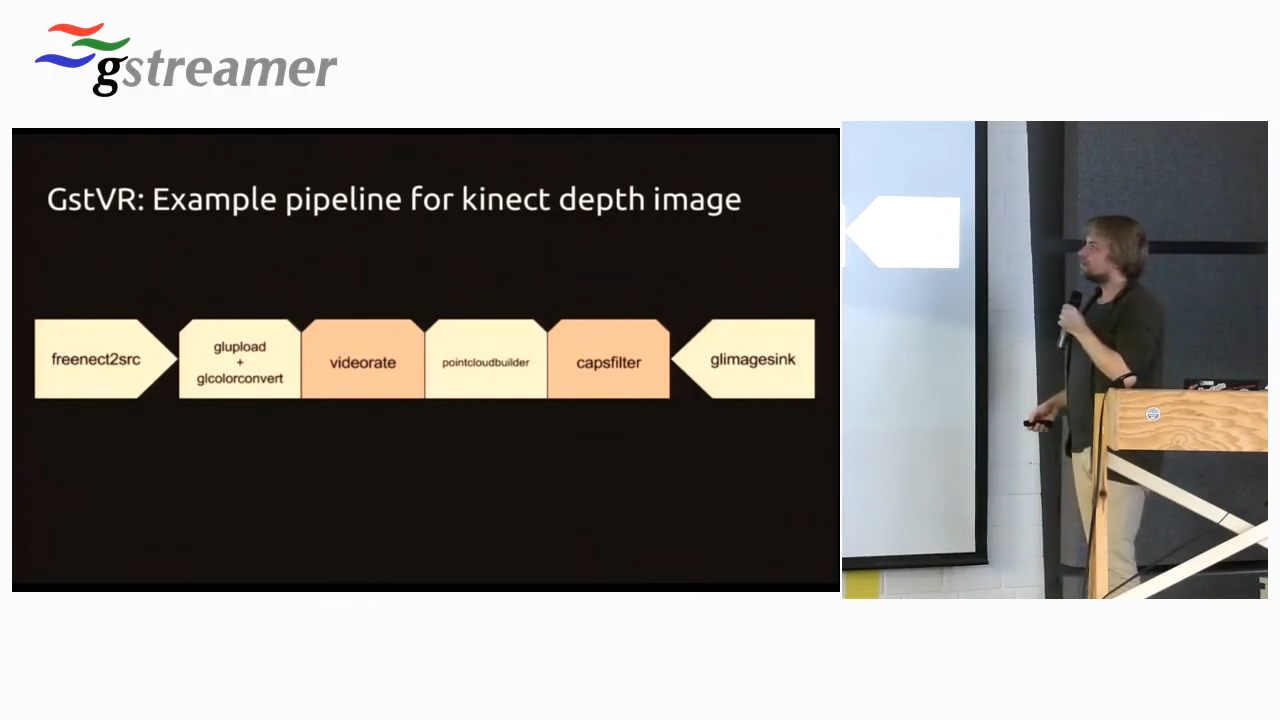 gstreamer
GstVR: Example pipeline for kinect depth image
freenect2src
glupload
+
glcolorconvert
videorate
pointcloudbuilder
capsfilter
glimagesink